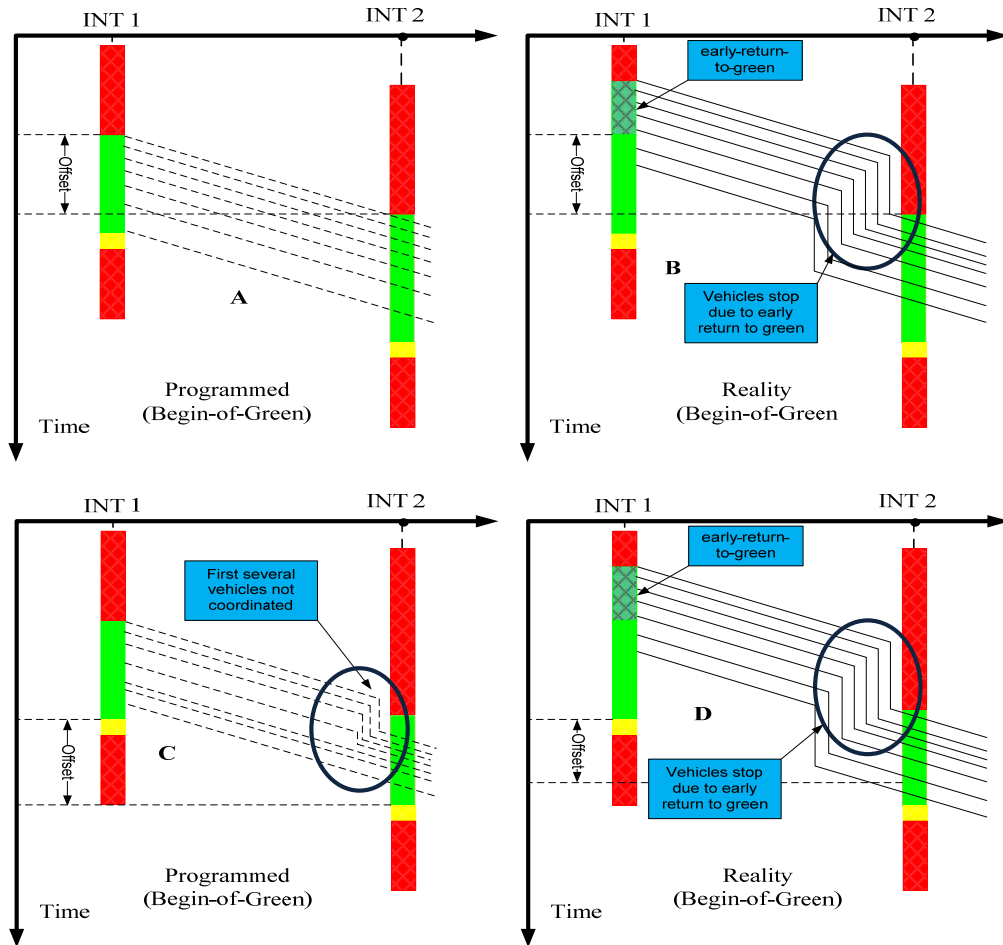 INT 1
INT 2
Offset
A
Programmed
(Begin-of-Green)
Time
INT 1
INT 2
early-return-
to-green
Offset
B
Vehicles stop
due to early
return to green
Reality
(Begin-of-Green
Time
INT 1
INT 2
First several
vehicles not
coordinated
Offset
C
Programmed
(Begin-of-Green)
Time
INT 1
INT 2
early-return-
to-green
Offset
D
Vehicles stop
due to early
return to green
Reality
(Begin-of-Green)
Time